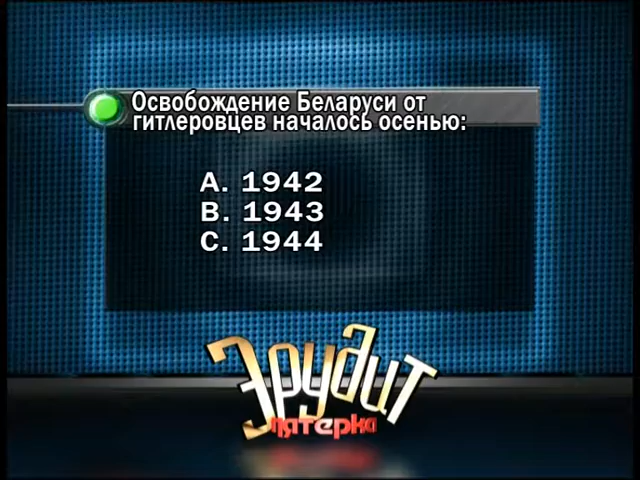 Освобождение Беларуси от
гитлеровцев началось осенью:
A. 1942
B. 1943
C. 1944
Эрудит
пятерка